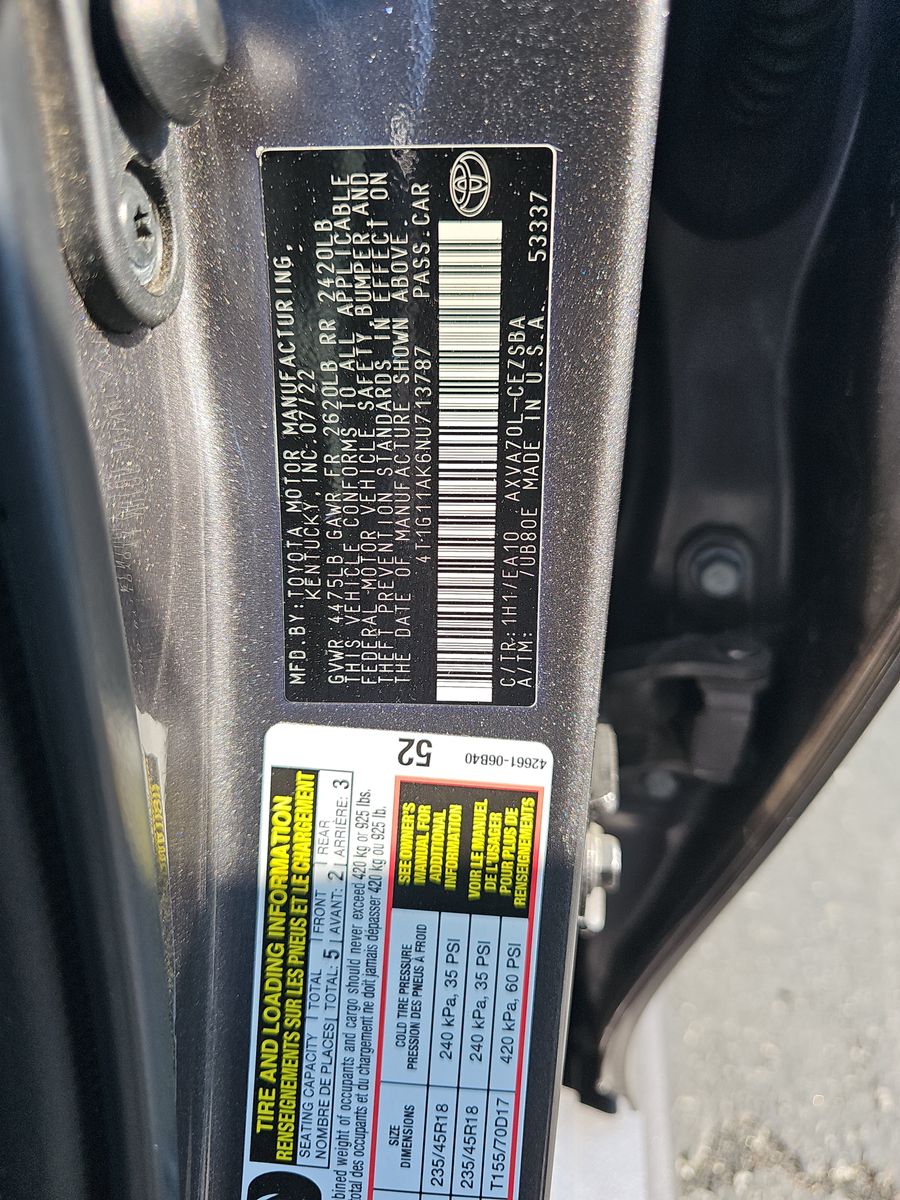 MFD.BY:TOYOTA MOTOR MANUFACTURING,
KENTUCKY, INC. 07/22
GVWR 4475LB GAWR FR 2620LB RR 2420LB
THIS VEHICLE CONFORMS TO ALL APPLICABLE
FEDERAL MOTOR VEHICLE SAFETY, BUMPER, AND
THEFT PREVENTION STANDARDS IN EFFECT ON
THE DATE OF MANUFACTURE SHOWN ABOVE.
4T1G11AK6NU713787 PASS.CAR
C/TR:1H1/EA10 AXVA70L-CEZSBA
A/TM: /UB80E MADE IN U.S.A. 53337
TIRE AND LOADING INFORMATION
RENSEIGNEMENTS SUR LES PNEUS ET LE CHARGEMENT
52
42661-06B40
SEATING CAPACITY | TOTAL | FRONT | REAR
NOMBRE DE PLACES | TOTAL: 5 | AVANT: 2 | ARRIÈRE: 3
of occupants and cargo should never exceed 420 kg or 925 lbs.
total des occupants et du chargement ne doit jamais dépasser 420 kg ou 925 lb.
SIZE
DIMENSIONS
COLD TIRE PRESSURE
PRESSION DES PNEUS À FROID
235/45R18 240 kPa, 35 PSI
235/45R18 240 kPa, 35 PSI
T155/70D17 420 kPa, 60 PSI
SEE OWNER'S
MANUAL FOR
ADDITIONAL
INFORMATION
VOIR LE MANUEL
DE L'USAGER
POUR PLUS DE
RENSEIGNEMENTS